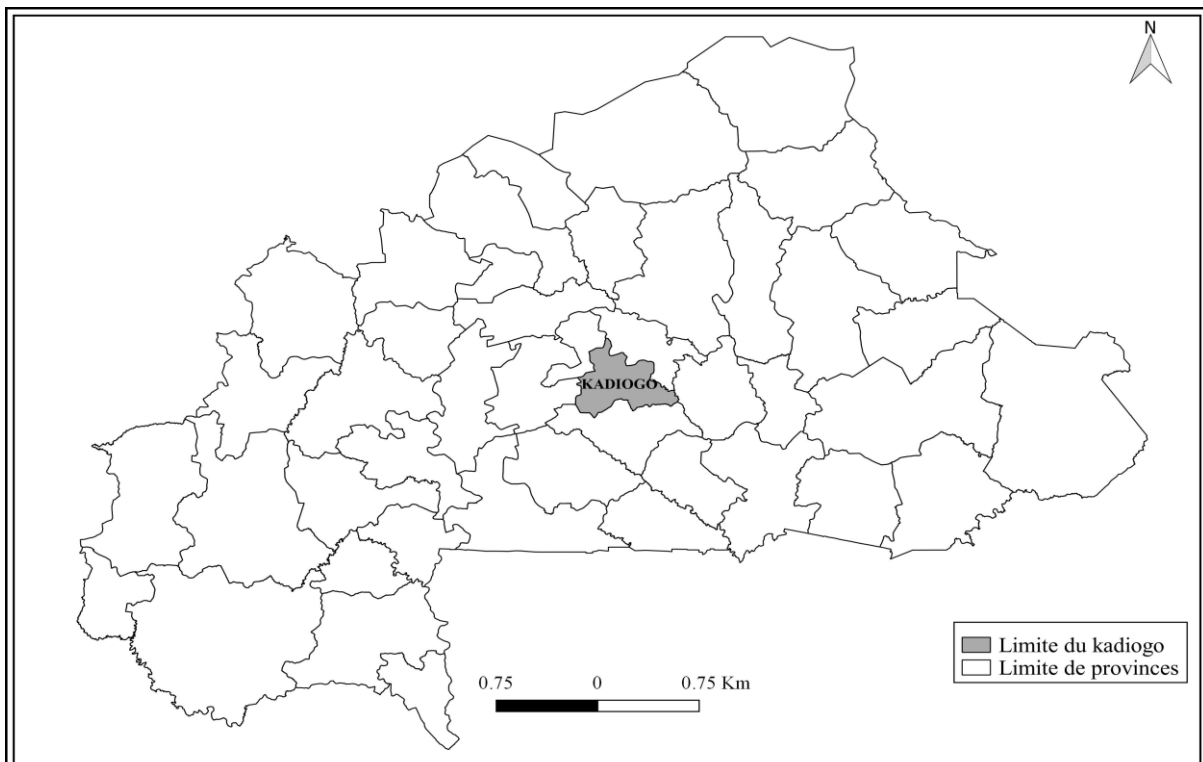 N
KADIOGO
Limite du kadiogo
Limite de provinces
0.75 0 0.75 Km